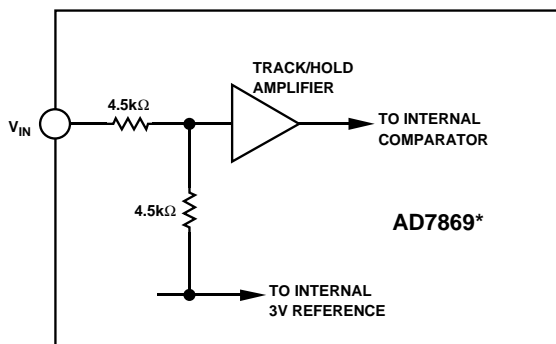 TRACK/HOLD
AMPLIFIER
4.5kΩ
V_IN
TO INTERNAL
COMPARATOR
4.5kΩ
AD7869*
TO INTERNAL
3V REFERENCE